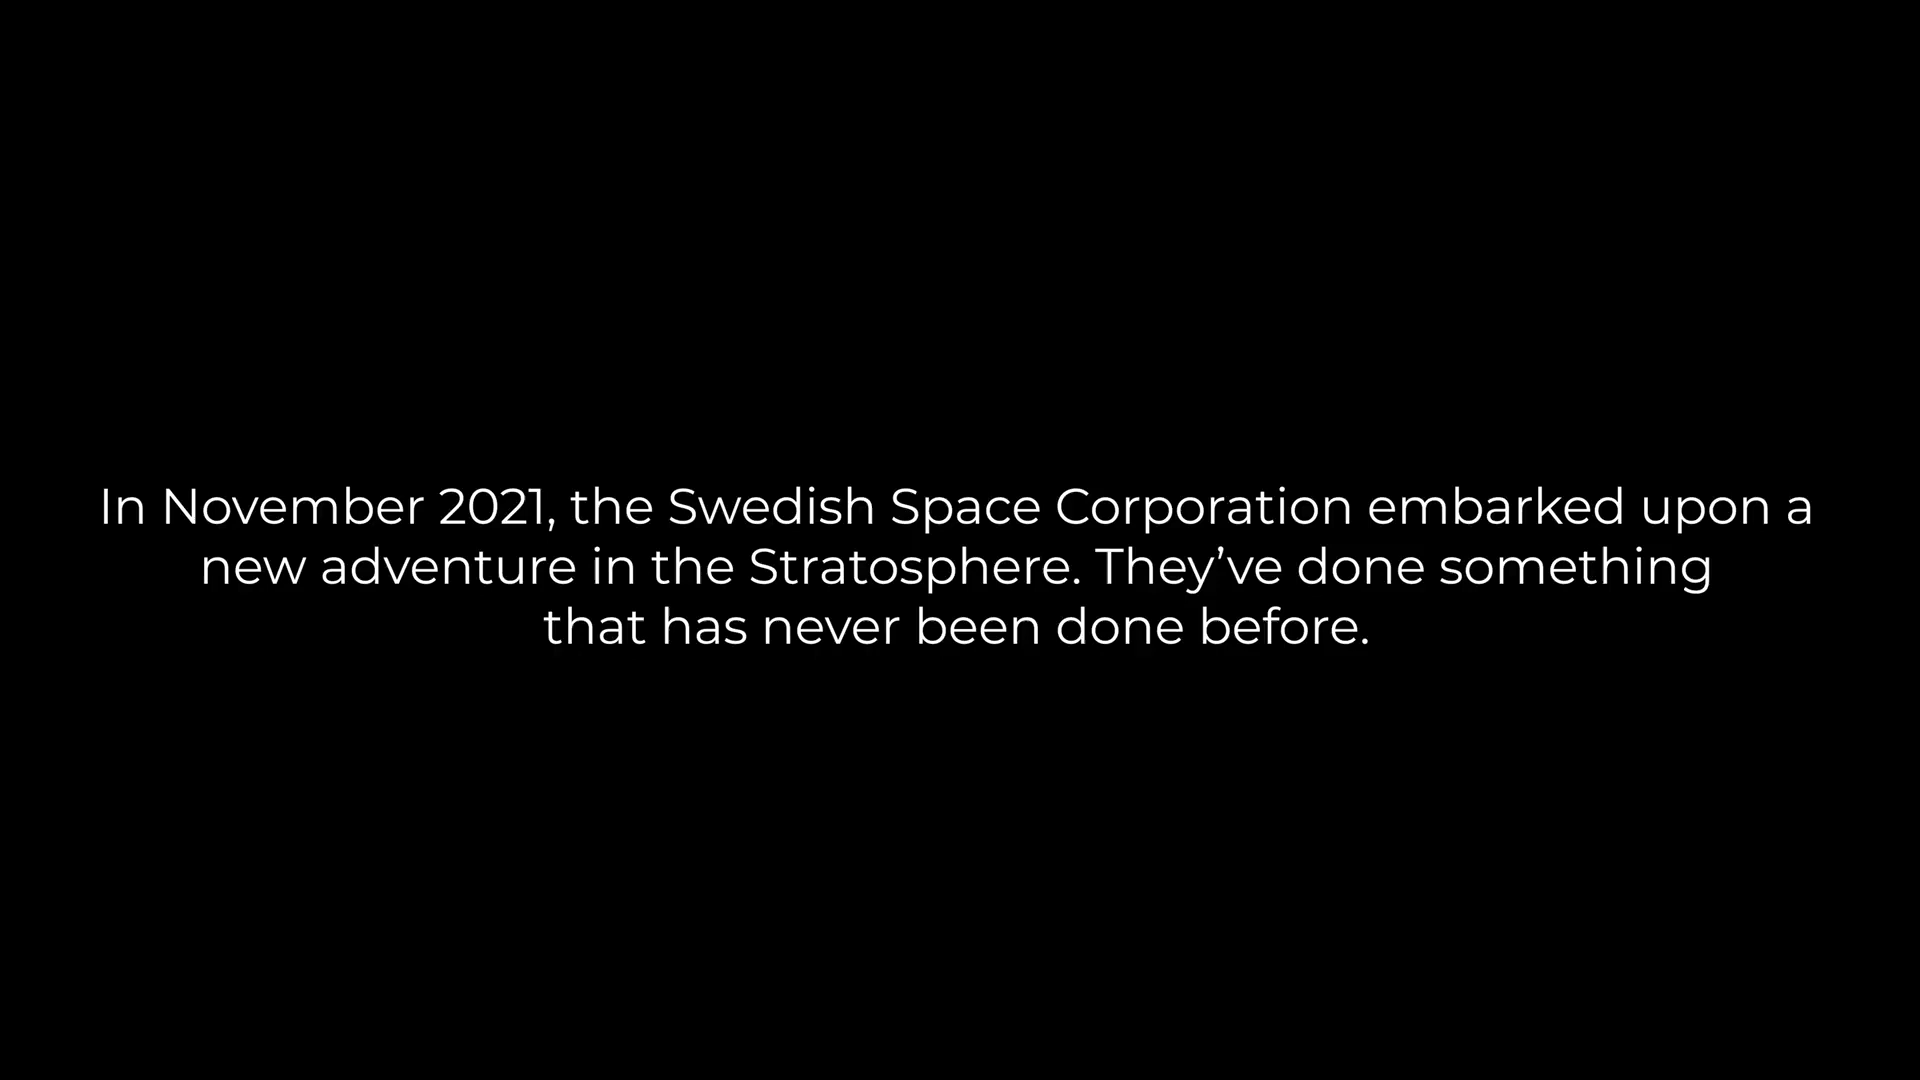 In November 2021, the Swedish Space Corporation embarked upon a
new adventure in the Stratosphere. They’ve done something
that has never been done before.